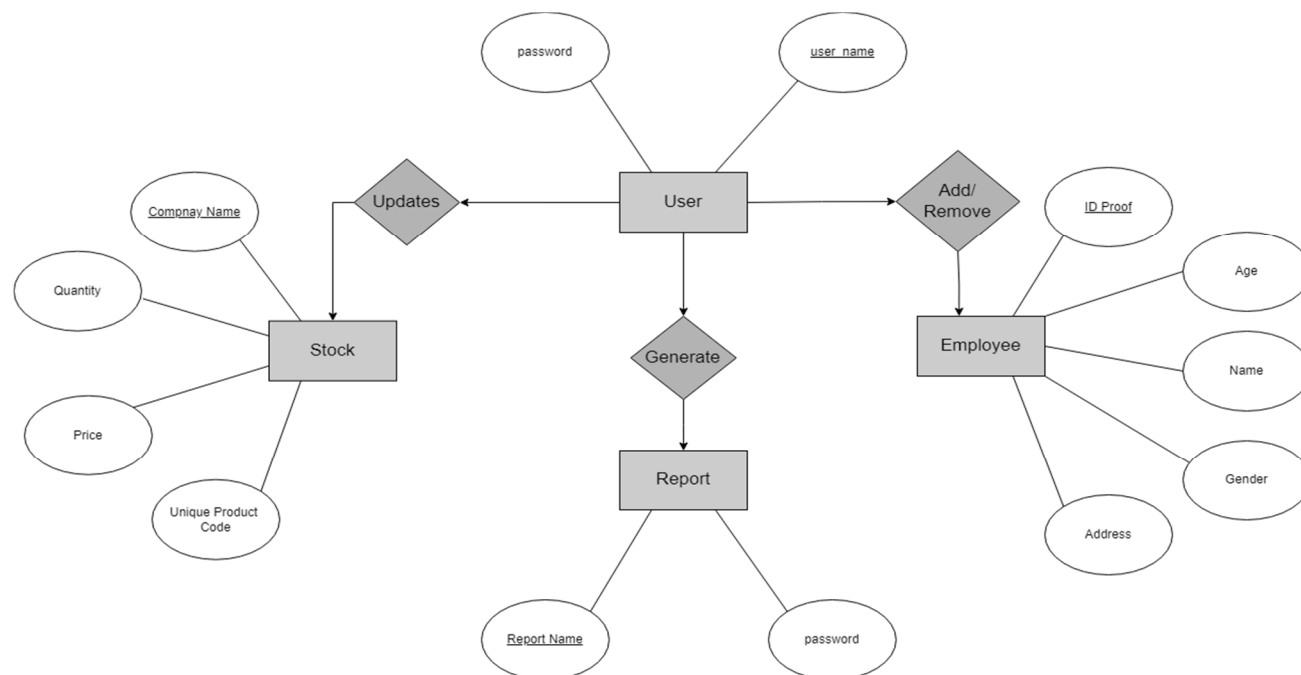 password
user_name
Updates
User
Add/
Remove
Compnay Name
ID Proof
Quantity
Age
Stock
Generate
Employee
Name
Price
Report
Gender
Unique Product
Code
Address
Report Name
password